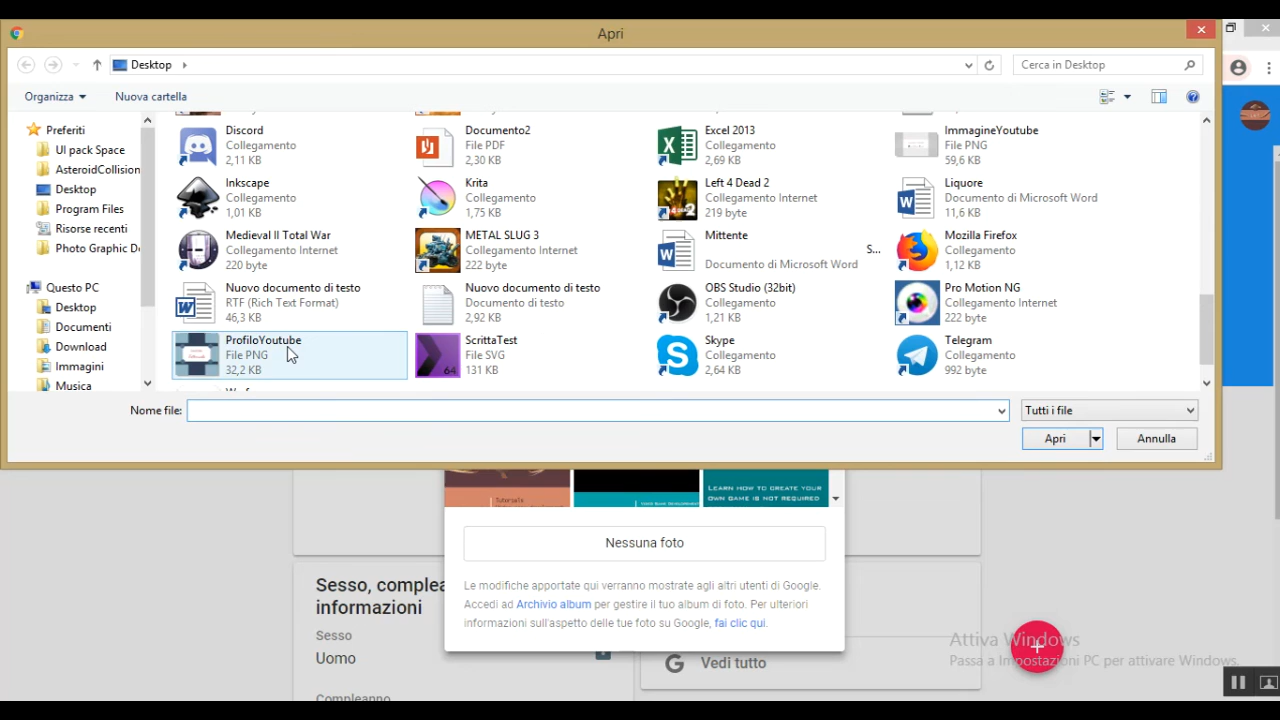 Apri
Desktop
Cerca in Desktop
Organizza
Nuova cartella
Preferiti
UI pack Space
AsteroidCollision
Desktop
Program Files
Risorse recenti
Photo Graphic De
Questo PC
Desktop
Documenti
Download
Immagini
Musica
Discord
Collegamento
2,11 KB
Documento2
File PDF
2,30 KB
Excel 2013
Collegamento
2,69 KB
ImmagineYoutube
File PNG
59,6 KB
Inkscape
Collegamento
1,01 KB
Krita
Collegamento
1,75 KB
Left 4 Dead 2
Collegamento Internet
219 byte
Liquore
Documento di Microsoft Word
11,6 KB
Medieval II Total War
Collegamento Internet
220 byte
METAL SLUG 3
Collegamento Internet
222 byte
Mittente
S...
Documento di Microsoft Word
Mozilla Firefox
Collegamento
1,12 KB
Nuovo documento di testo
RTF (Rich Text Format)
46,3 KB
Nuovo documento di testo
Documento di testo
2,92 KB
OBS Studio (32bit)
Collegamento
1,21 KB
Pro Motion NG
Collegamento Internet
222 byte
ProfiloYoutube
File PNG
32,2 KB
ScrittaTest
File SVG
131 KB
64
Skype
Collegamento
2,64 KB
Telegram
Collegamento
992 byte
Nome file:
Tutti i file
Apri
Annulla
Tutorials
LEARN HOW TO CREATE YOUR
OWN GAME IS NOT REQUIRED
Nessuna foto
Le modifiche apportate qui verranno mostrate agli altri utenti di Google.
Accedi ad Archivio album per gestire il tuo album di foto. Per ulteriori
informazioni sull'aspetto delle tue foto su Google, fai clic qui.
Sesso, complea
informazioni
Sesso
Uomo
Compleanno
Vedi tutto
Attiva Windows
Passa a Impostazioni PC per attivare Windows.